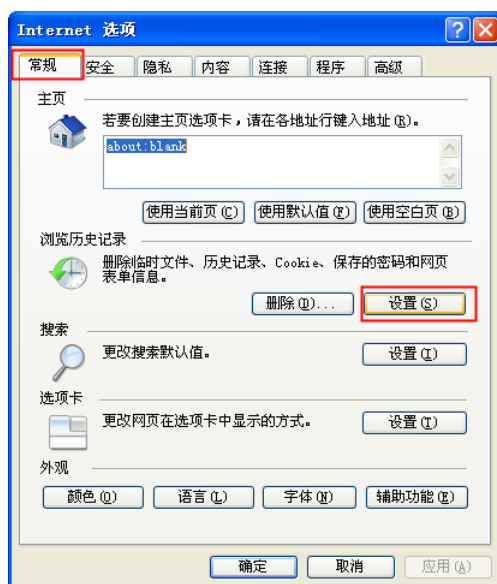 Internet 选项
常规 安全 隐私 内容 连接 程序 高级
主页
若要创建主页选项卡，请在各地址行键入地址(R)。
about:blank
使用当前页(C) 使用默认值(F) 使用空白页(B)
浏览历史记录
删除临时文件、历史记录、Cookie、保存的密码和网页
表单信息。
删除(D)... 设置(S)
搜索
更改搜索默认值。 设置(I)
选项卡
更改网页在选项卡中显示的方式。 设置(T)
外观
颜色(O) 语言(L) 字体(N) 辅助功能(E)
确定 取消 应用(A)